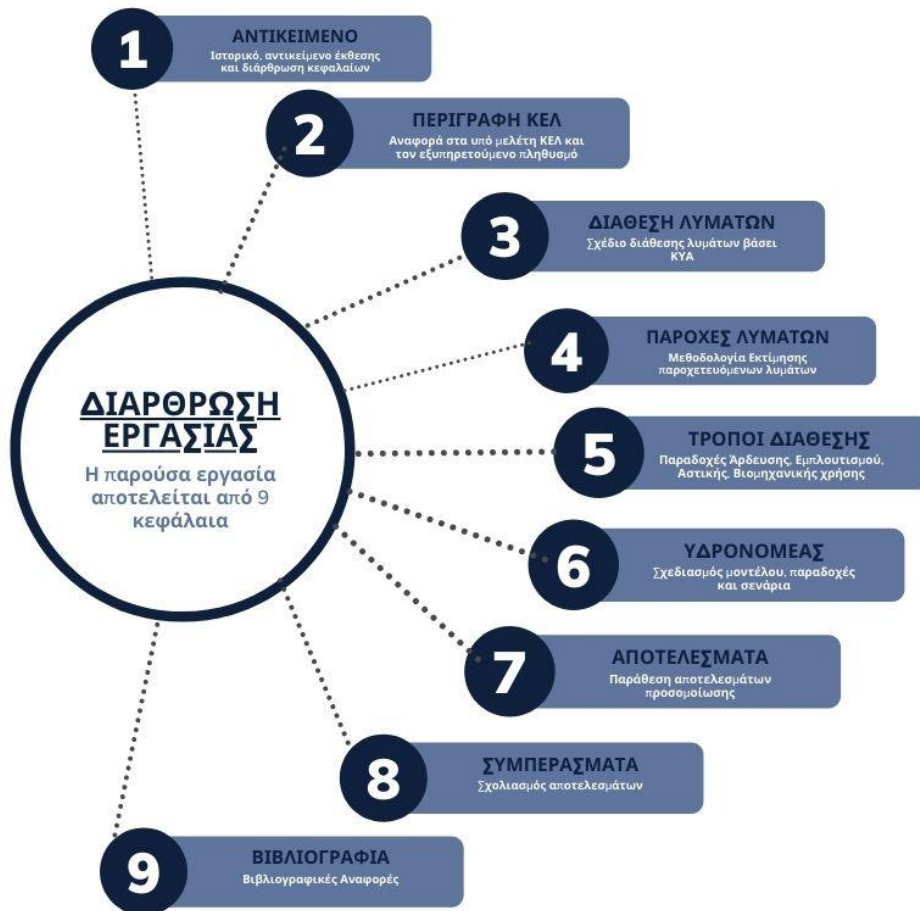 1
ΑΝΤΙΚΕΙΜΕΝΟ
Ιστορικό, αντικείμενο έκθεσης
και διάρθρωση κεφαλαίων
2
ΠΕΡΙΓΡΑΦΗ ΚΕΛ
Αναφορά στα υπό μελέτη ΚΕΛ και
τον εξυπηρετούμενο πληθυσμό
3
ΔΙΑΘΕΣΗ ΛΥΜΑΤΩΝ
Σχέδιο διάθεσης λυμάτων βάσει
ΚΥΑ
4
ΠΑΡΟΧΕΣ ΛΥΜΑΤΩΝ
Μεθοδολογία Εκτίμησης
παροχετευόμενων λυμάτων
ΔΙΑΡΘΡΩΣΗ
ΕΡΓΑΣΙΑΣ
Η παρούσα εργασία
αποτελείται από 9
κεφάλαια
5
ΤΡΟΠΟΙ ΔΙΑΘΕΣΗΣ
Παραδοχές Άρδευσης, Εμπλουτισμού,
Αστικής, Βιομηχανικής χρήσης
6
ΥΔΡΟΝΟΜΕΑΣ
Σχεδιασμός μοντέλου, παραδοχές
και σενάρια
7
ΑΠΟΤΕΛΕΣΜΑΤΑ
Παράθεση αποτελεσμάτων
προσομοίωσης
8
ΣΥΜΠΕΡΑΣΜΑΤΑ
Σχολιασμός αποτελεσμάτων
9
ΒΙΒΛΙΟΓΡΑΦΙΑ
Βιβλιογραφικές Αναφορές